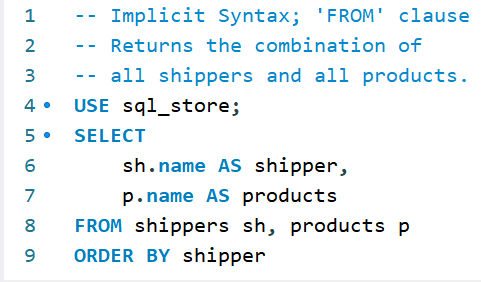 1 -- Implicit Syntax; 'FROM' clause
2 -- Returns the combination of
3 -- all shippers and all products.
4 USE sql_store;
5 SELECT
6 sh.name AS shipper,
7 p.name AS products
8 FROM shippers sh, products p
9 ORDER BY shipper